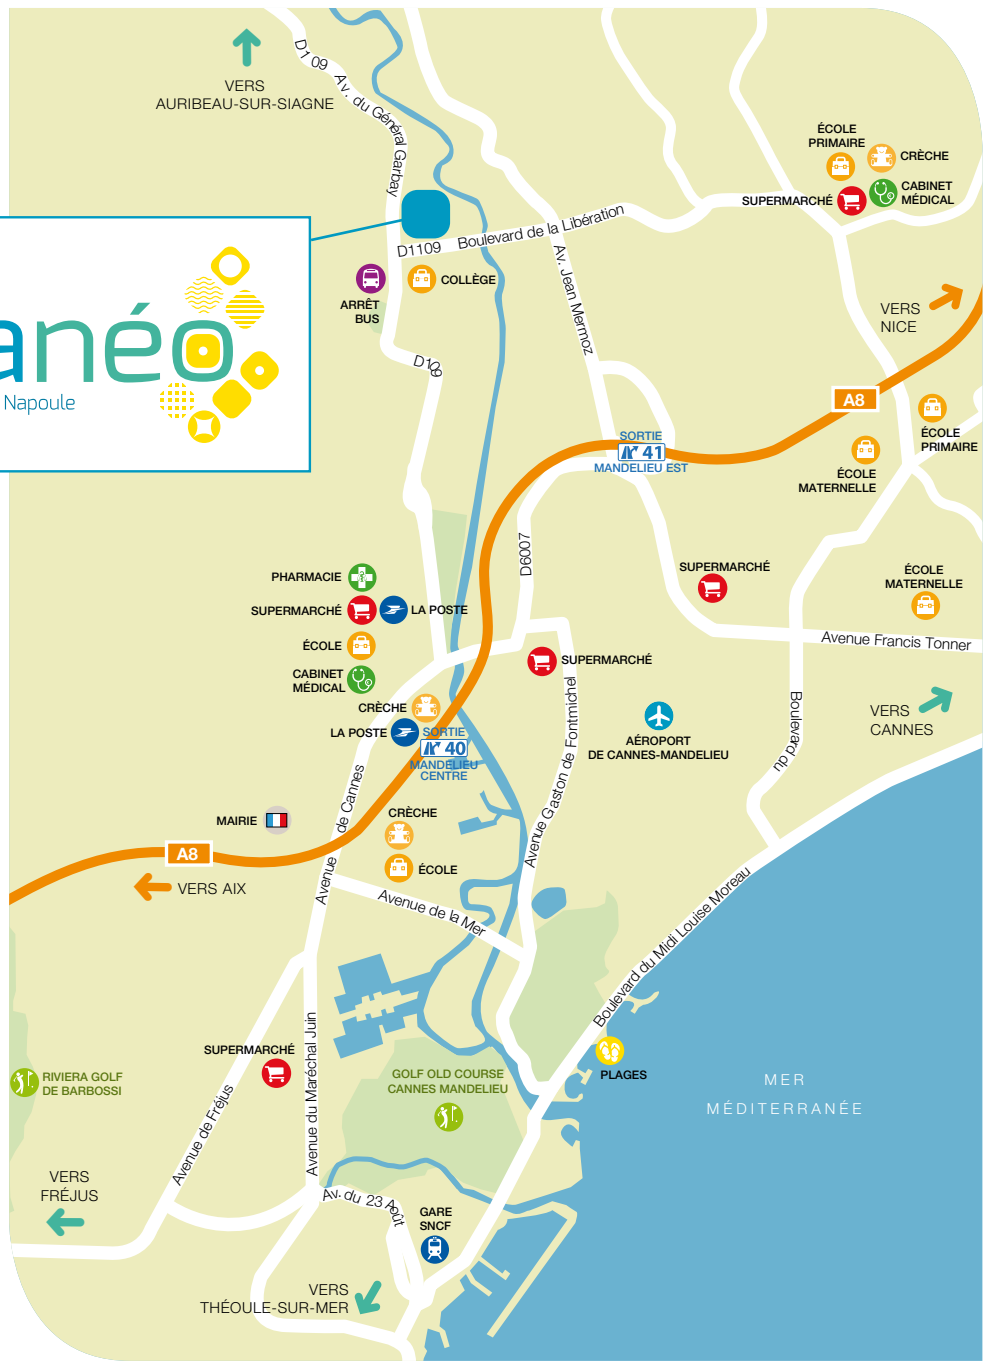 D1 09
Av. du Général Garbay
VERS
AURIBEAU-SUR-SIAGNE
ÉCOLE
PRIMAIRE
CRÈCHE
CABINET
MÉDICAL
SUPERMARCHÉ
D1109 Boulevard de la Libération
anéo
Napoule
COLLÈGE
ARRÊT
BUS
Av. Jean Mermoz
VERS
NICE
D109
A8
ÉCOLE
PRIMAIRE
SORTIE
41
MANDELIEU EST
ÉCOLE
MATERNELLE
D6007
PHARMACIE
SUPERMARCHÉ
LA POSTE
ÉCOLE
CABINET
MÉDICAL
SUPERMARCHÉ
ÉCOLE
MATERNELLE
Avenue Francis Tonner
SUPERMARCHÉ
CRÈCHE
LA POSTE
SORTIE
40
MANDELIEU
CENTRE
AÉROPORT
DE CANNES-MANDELIEU
Boulevard du
VERS
CANNES
Avenue Gaston de Fontmichel
MAIRIE
Avenue de Cannes
CRÈCHE
ÉCOLE
A8
VERS AIX
Avenue de la Mer
Boulevard du Midi Louise Moreau
SUPERMARCHÉ
RIVIERA GOLF
DE BARBOSSI
GOLF OLD COURSE
CANNES MANDELIEU
PLAGES
MER
MÉDITERRANÉE
Avenue de Fréjus
Avenue du Maréchal Juin
VERS
FRÉJUS
Av. du 23 Août
GARE
SNCF
VERS
THÉOULE-SUR-MER